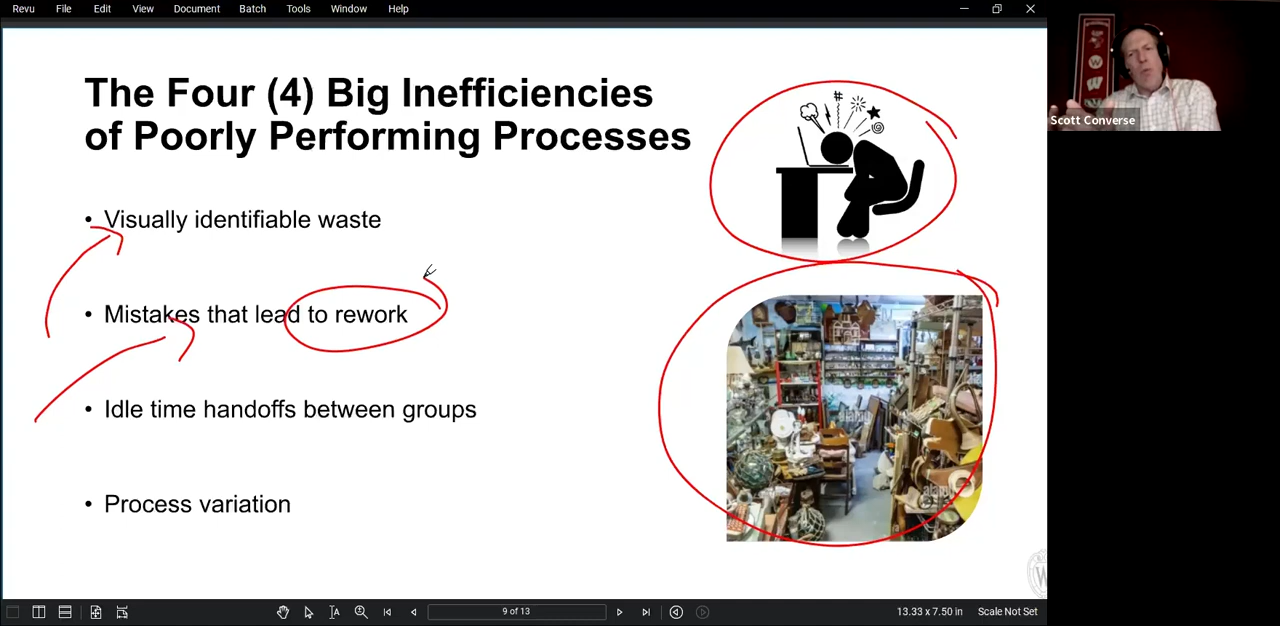 Revu File Edit View Document Batch Tools Window Help
The Four (4) Big Inefficiencies
of Poorly Performing Processes
• Visually identifiable waste
• Mistakes that lead to rework
• Idle time handoffs between groups
• Process variation
#
alamy
alamy
W
W
Scott Converse
9 of 13
13.33 x 7.50 in
Scale Not Set